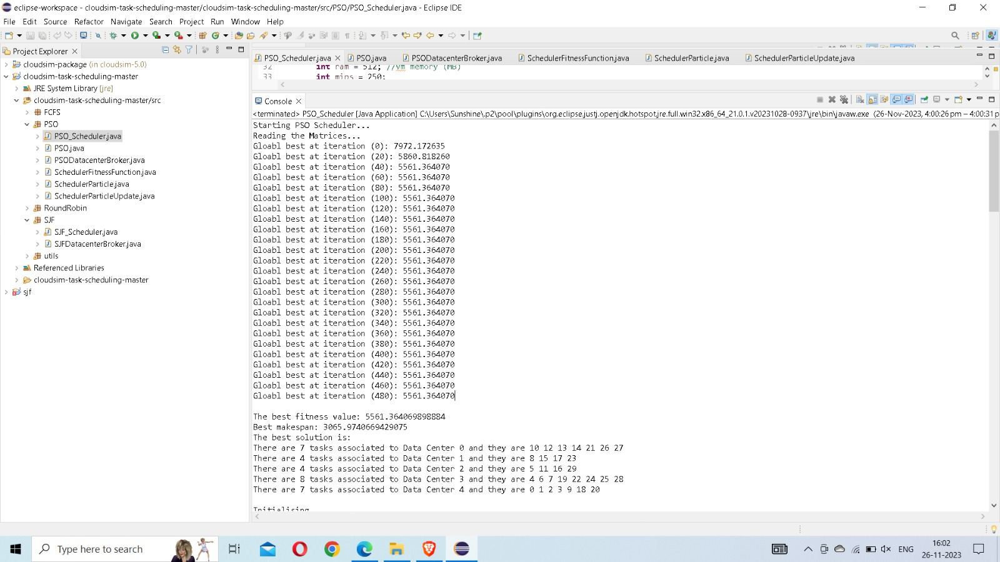 eclipse-workspace - cloudsim-task-scheduling-master/cloudsim-task-scheduling-master/src/PSO/PSO_Scheduler.java - Eclipse IDE
File Edit Source Refactor Navigate Search Project Run Window Help
Project Explorer
cloudsim-package (in cloudsim-5.0)
cloudsim-task-scheduling-master
JRE System Library [jre]
cloudsim-task-scheduling-master/src
FCFS
PSO
PSO_Scheduler.java
PSO.java
PSODatacenterBroker.java
SchedulerFitnessFunction.java
SchedulerParticle.java
SchedulerParticleUpdate.java
RoundRobin
SJF
SJF_Scheduler.java
SJFDatacenterBroker.java
utils
Referenced Libraries
cloudsim-task-scheduling-master
sjf
PSO_Scheduler.java PSO.java PSODatacenterBroker.java SchedulerFitnessFunction.java SchedulerParticle.java SchedulerParticleUpdate.java
32 int ram = 512; //vm memory (MB)
33 int mips = 250;
Console
<terminated> PSO_Scheduler [Java Application] C:\Users\Sunshine\.p2\pool\plugins\org.eclipse.justj.openjdk.hotspot.jre.full.win32.x86_64_21.0.1.v20231028-0937\jre\bin\javaw.exe (26-Nov-2023, 4:00:26 pm – 4:00:31 p
Starting PSO Scheduler...
Reading the Matrices...
Gloabl best at iteration (0): 7972.172635
Gloabl best at iteration (20): 5860.818260
Gloabl best at iteration (40): 5561.364070
Gloabl best at iteration (60): 5561.364070
Gloabl best at iteration (80): 5561.364070
Gloabl best at iteration (100): 5561.364070
Gloabl best at iteration (120): 5561.364070
Gloabl best at iteration (140): 5561.364070
Gloabl best at iteration (160): 5561.364070
Gloabl best at iteration (180): 5561.364070
Gloabl best at iteration (200): 5561.364070
Gloabl best at iteration (220): 5561.364070
Gloabl best at iteration (240): 5561.364070
Gloabl best at iteration (260): 5561.364070
Gloabl best at iteration (280): 5561.364070
Gloabl best at iteration (300): 5561.364070
Gloabl best at iteration (320): 5561.364070
Gloabl best at iteration (340): 5561.364070
Gloabl best at iteration (360): 5561.364070
Gloabl best at iteration (380): 5561.364070
Gloabl best at iteration (400): 5561.364070
Gloabl best at iteration (420): 5561.364070
Gloabl best at iteration (440): 5561.364070
Gloabl best at iteration (460): 5561.364070
Gloabl best at iteration (480): 5561.364070
The best fitness value: 5561.364069898884
Best makespan: 3065.9740669429075
The best solution is:
There are 7 tasks associated to Data Center 0 and they are 10 12 13 14 21 26 27
There are 4 tasks associated to Data Center 1 and they are 8 15 17 23
There are 4 tasks associated to Data Center 2 and they are 5 11 16 29
There are 8 tasks associated to Data Center 3 and they are 4 6 7 19 22 24 25 28
There are 7 tasks associated to Data Center 4 and they are 0 1 2 3 9 18 20
Initialising
Type here to search
ENG
16:02
26-11-2023